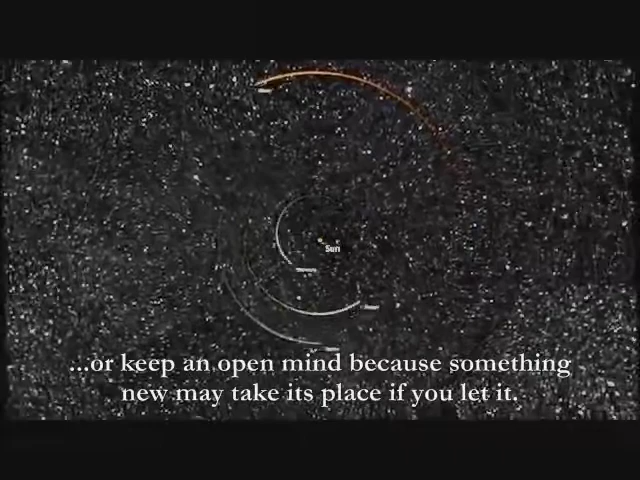 Sun
...or keep an open mind because something
new may take its place if you let it.